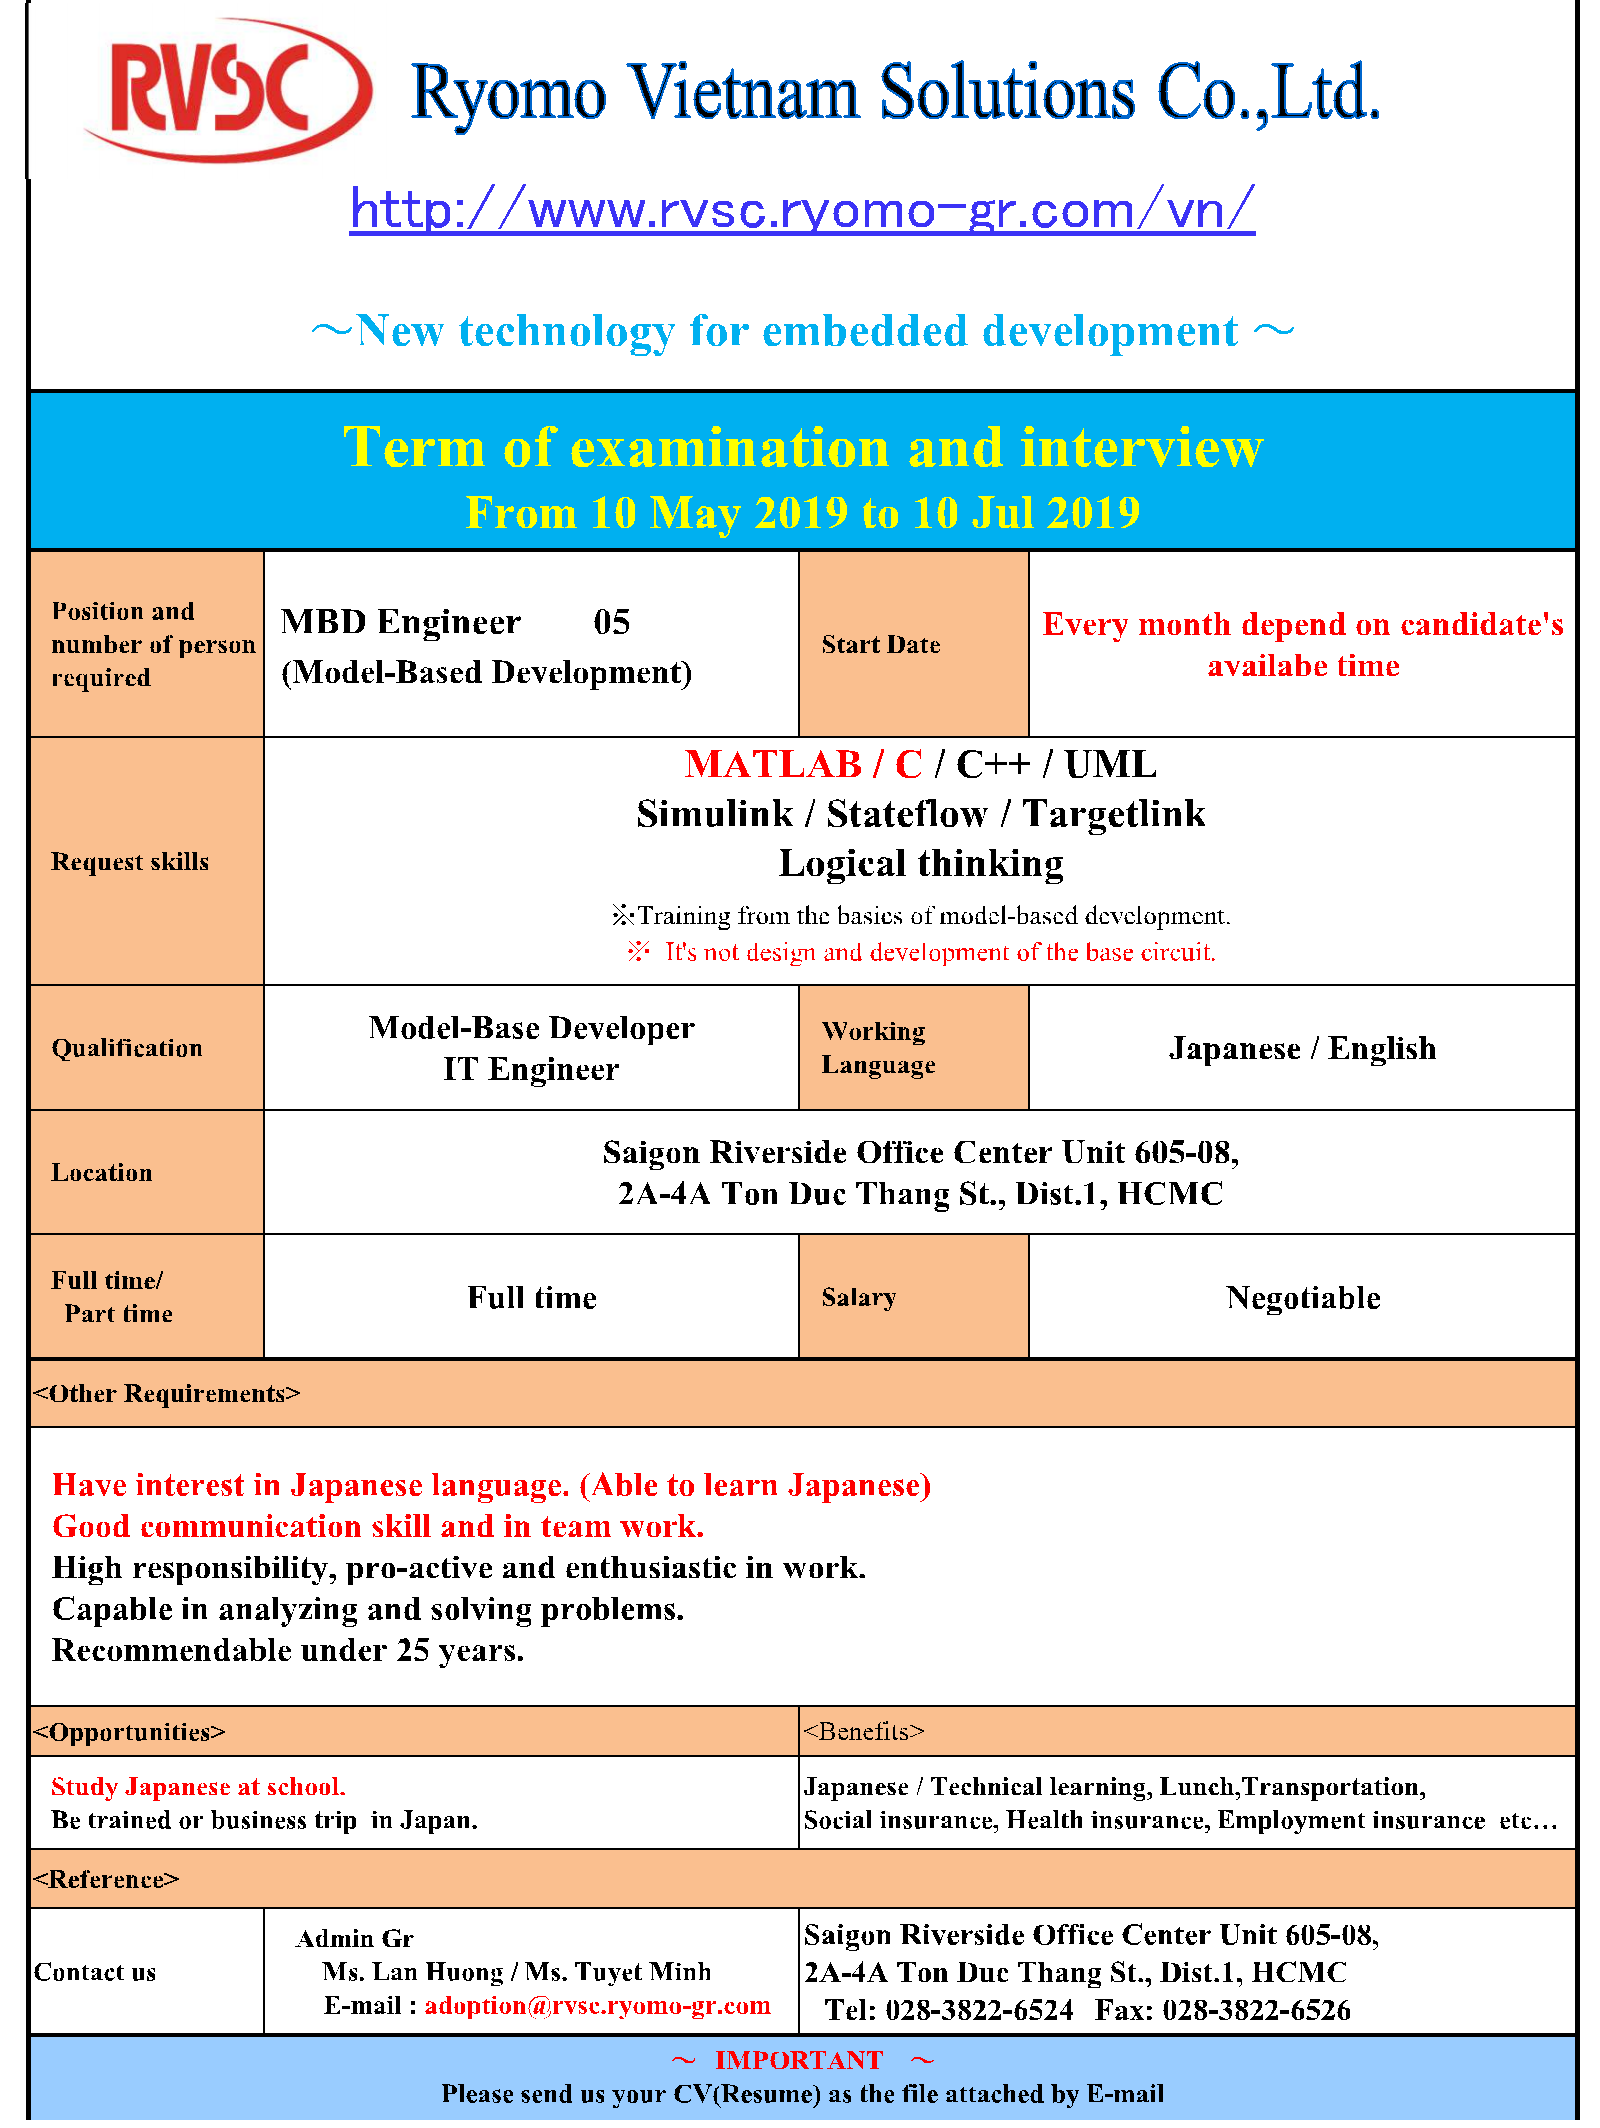 RVSC
Ryomo Vietnam Solutions Co.,Ltd.
http://www.rvsc.ryomo-gr.com/vn/
～New technology for embedded development ～
Term of examination and interview
From 10 May 2019 to 10 Jul 2019
Position and
number of person
required
MBD Engineer 05
(Model-Based Development)
Start Date
Every month depend on candidate's
availabe time
Request skills
MATLAB / C / C++ / UML
Simulink / Stateflow / Targetlink
Logical thinking
※Training from the basics of model-based development.
※ It's not design and development of the base circuit.
Qualification
Model-Base Developer
IT Engineer
Working
Language
Japanese / English
Location
Saigon Riverside Office Center Unit 605-08,
2A-4A Ton Duc Thang St., Dist.1, HCMC
Full time/
Part time
Full time
Salary
Negotiable
<Other Requirements>
Have interest in Japanese language. (Able to learn Japanese)
Good communication skill and in team work.
High responsibility, pro-active and enthusiastic in work.
Capable in analyzing and solving problems.
Recommendable under 25 years.
<Opportunities>
<Benefits>
Study Japanese at school.
Be trained or business trip in Japan.
Japanese / Technical learning, Lunch,Transportation,
Social insurance, Health insurance, Employment insurance etc…
<Reference>
Contact us
Admin Gr
Ms. Lan Huong / Ms. Tuyet Minh
E-mail : adoption@rvsc.ryomo-gr.com
Saigon Riverside Office Center Unit 605-08,
2A-4A Ton Duc Thang St., Dist.1, HCMC
Tel: 028-3822-6524 Fax: 028-3822-6526
～ IMPORTANT ～
Please send us your CV(Resume) as the file attached by E-mail